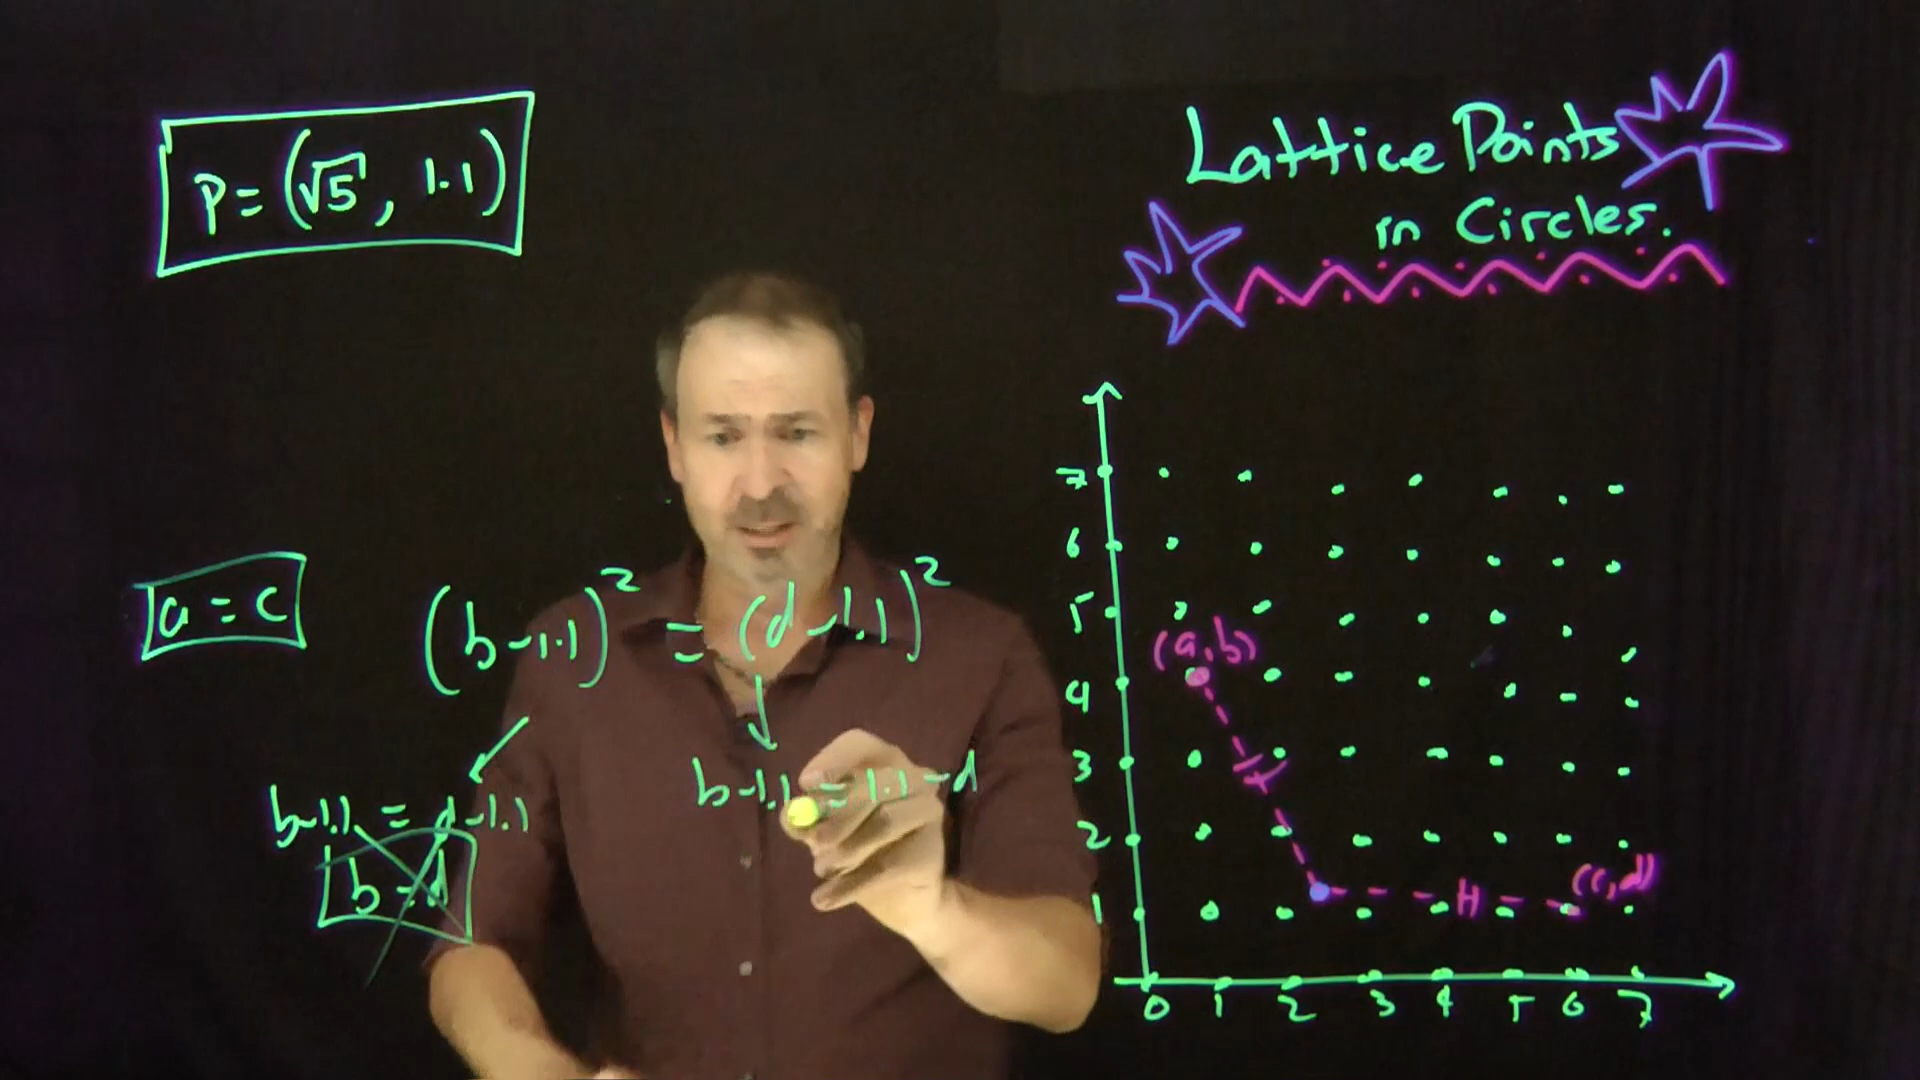 P = (√5, 1.1)
Lattice Points
in Circles.
a = c
(b-1.1)² = (d-1.1)²
b-1.1 = d-1.1
b = d
b-1.1 = 1.1-d
7
6
5
(a,b)
4
3
2
(c,d)
H
1
0 1 2 3 4 5 6 7